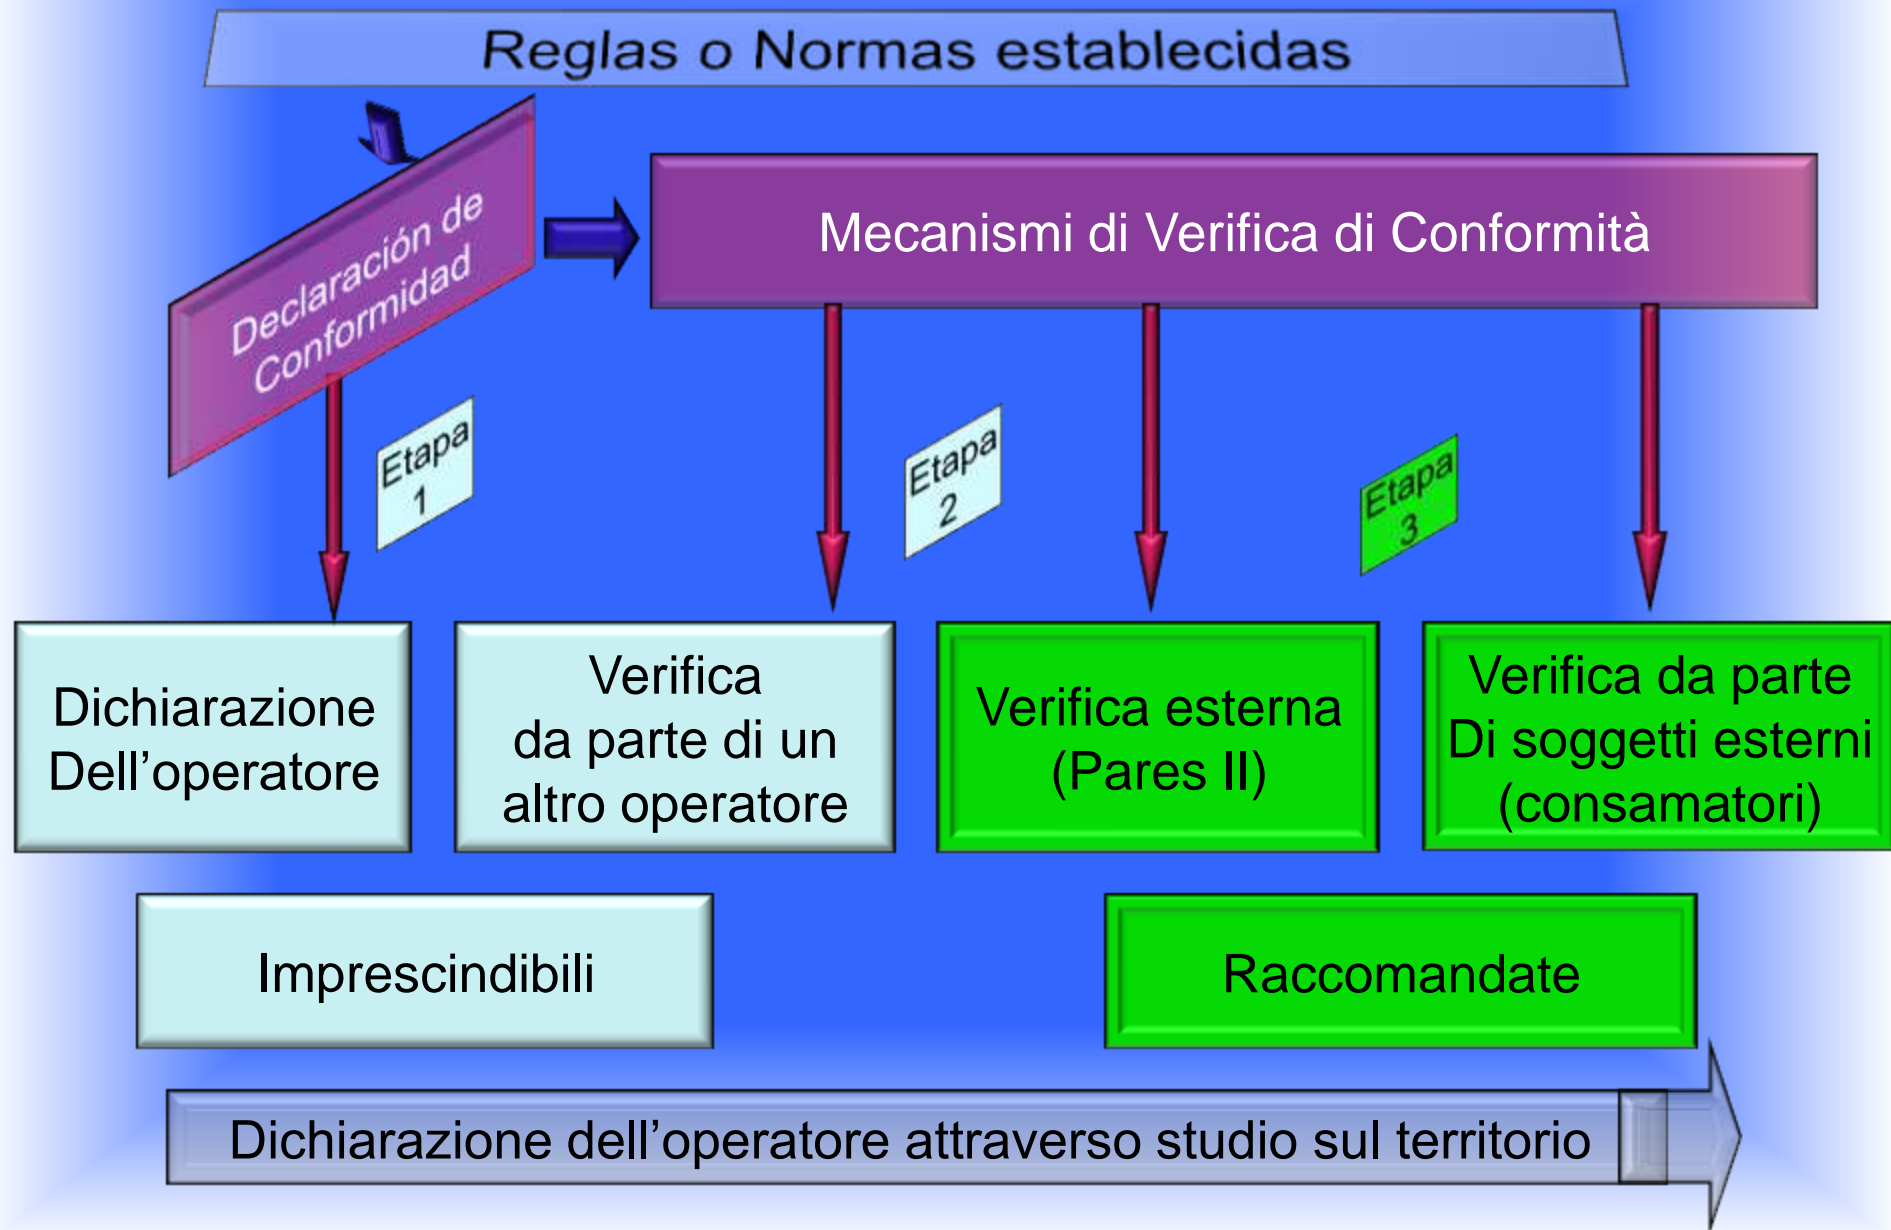 Reglas o Normas establecidas
Declaración de
Conformidad
Mecanismi di Verifica di Conformità
Etapa
1
Etapa
2
Etapa
3
Dichiarazione
Dell’operatore
Verifica
da parte di un
altro operatore
Verifica esterna
(Pares II)
Verifica da parte
Di soggetti esterni
(consamatori)
Imprescindibili
Raccomandate
Dichiarazione dell’operatore attraverso studio sul territorio